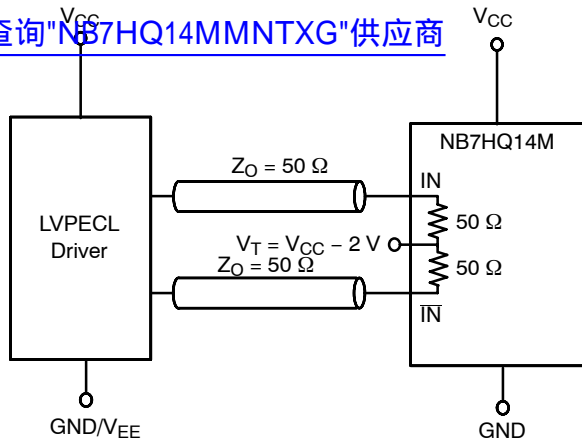 查询"NB7HQ14MMNTXG"供应商
VCC
VCC
NB7HQ14M
ZO = 50 Ω
IN
50 Ω
LVPECL
Driver
VT = VCC − 2 V
ZO = 50 Ω
50 Ω
IN
GND/VEE
GND